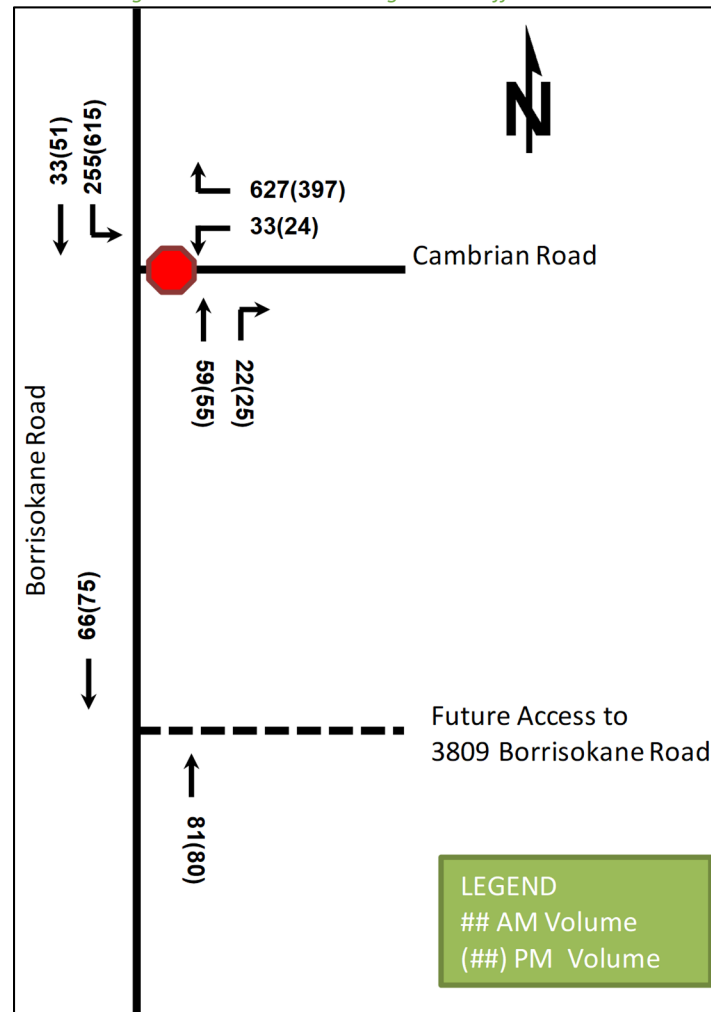 N
33(51)
255(615)
627(397)
33(24)
Cambrian Road
59(55)
22(25)
Borrisokane Road
66(75)
Future Access to
3809 Borrisokane Road
81(80)
LEGEND
## AM Volume
(##) PM Volume